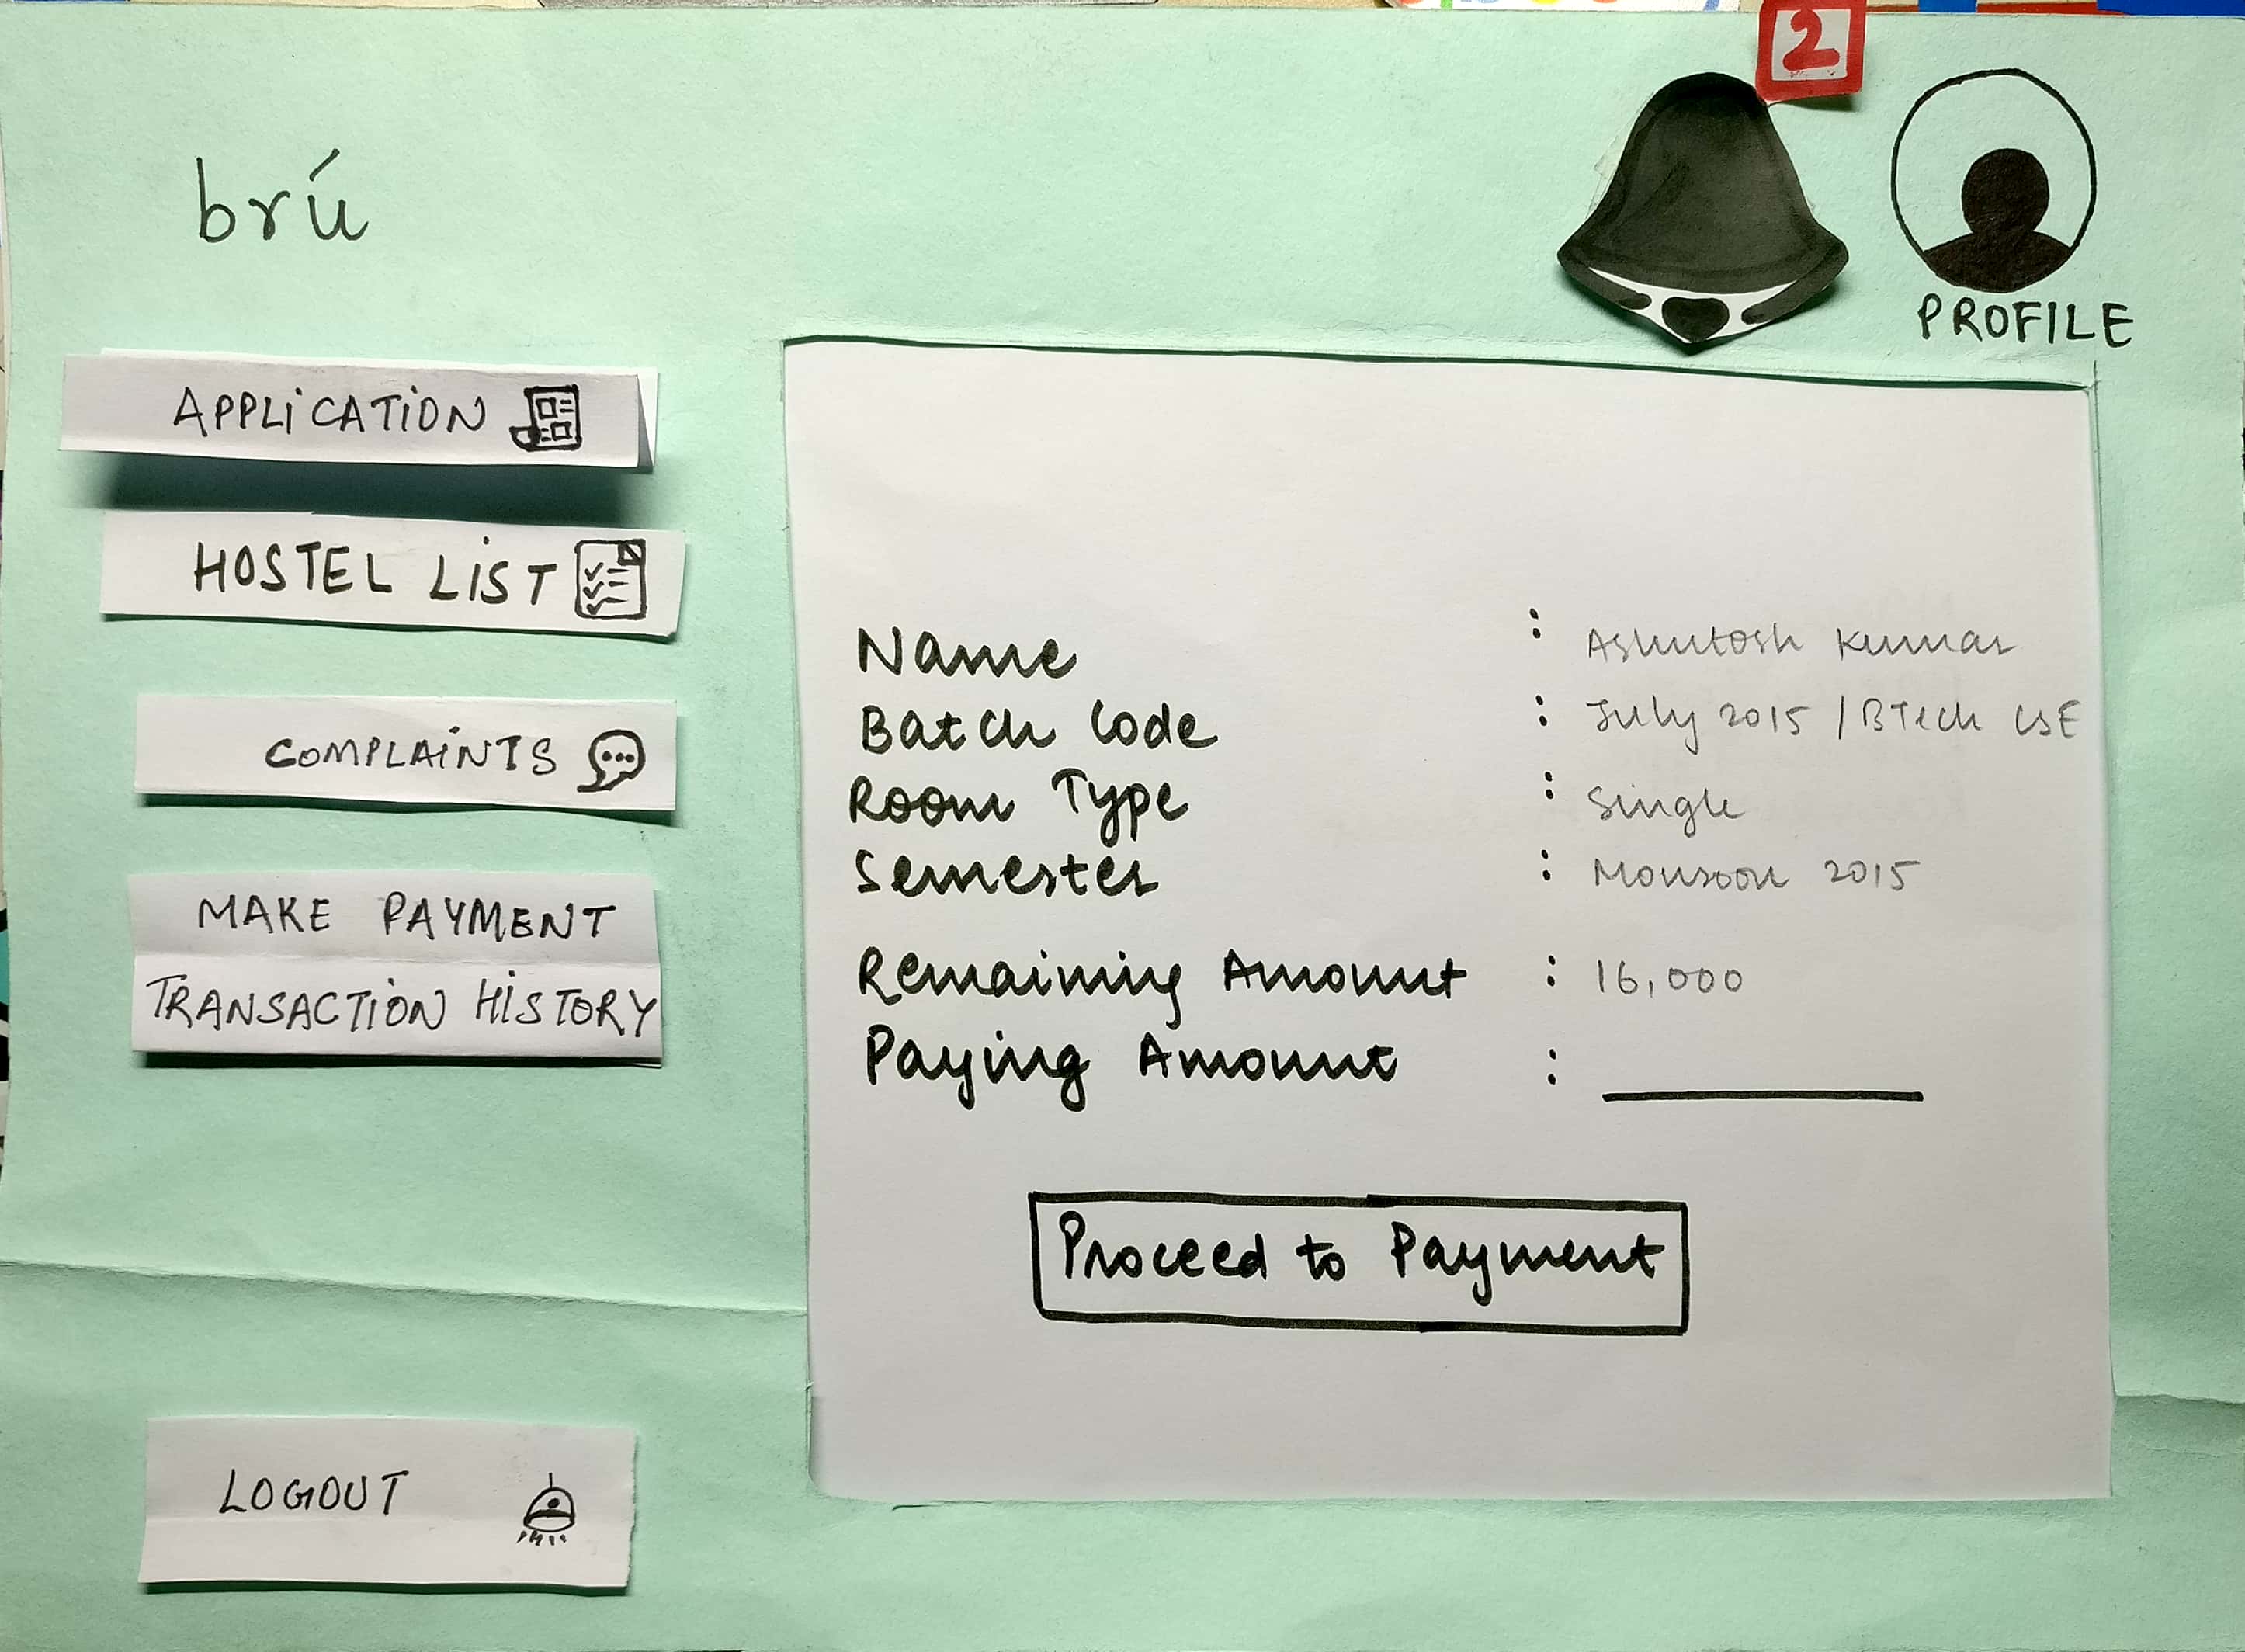 2
brú
PROFILE
APPLiCATiON
HOSTEL LiST
COMPLAiNTS
MAKE PAYMENT
TRANSACTiON HiSTORY
LOGOUT
Name : Ashutosh Kumar
Batch Code : July 2015 / BTech CSE
Room Type : Single
Semester : Monsoon 2015
Remaining Amount : 16,000
Paying Amount :
Proceed to Payment